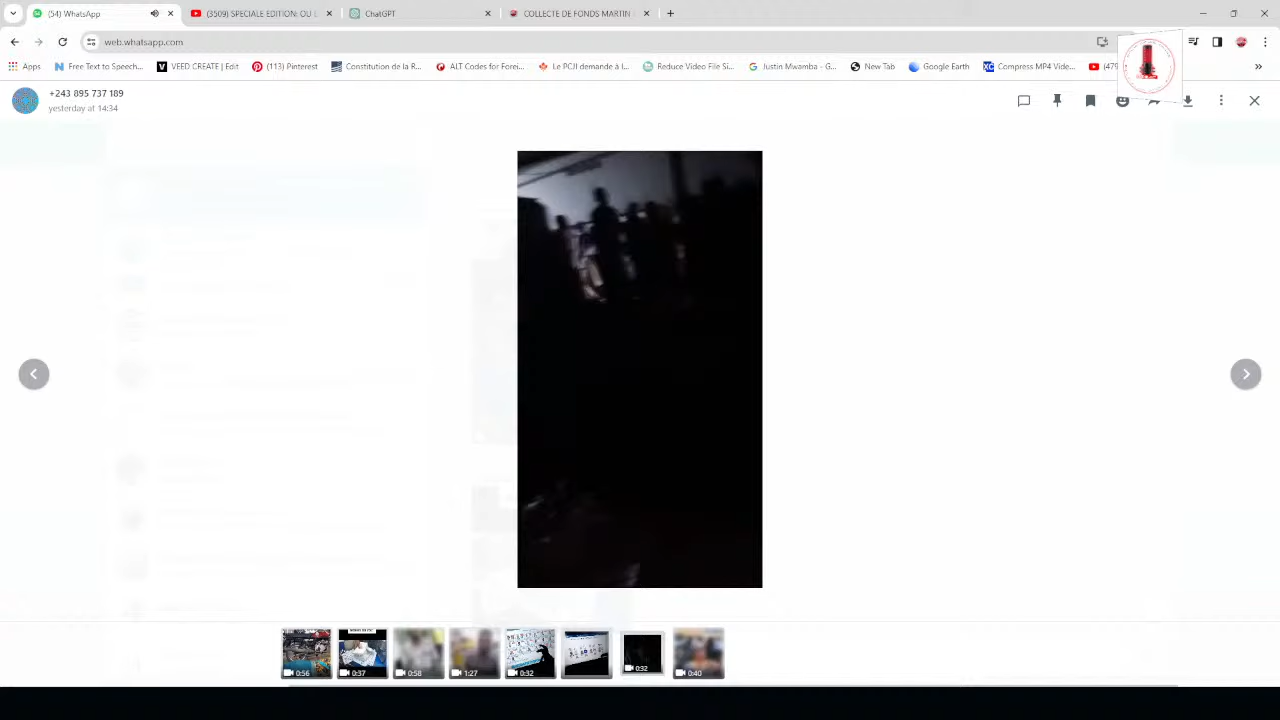 (54) WhatsApp
(3509) SPECIALE EDITION: OU L
ChatGPT
COLLECTE DE FONDS MARTIN
web.whatsapp.com
Apps
Free Text to Speech...
VEED CREATE | Edit
(113) Pinterest
Constitution de la R...
ALT Codes for Forei...
Le PCJI demande à l...
Reduce Video File Si...
Justin Mwamba - G...
New Tab
Google Earth
Compress MP4 Vide...
(479
+243 895 737 189
yesterday at 14:34
0:56
0:37
0:58
1:27
0:32
0:32
0:40